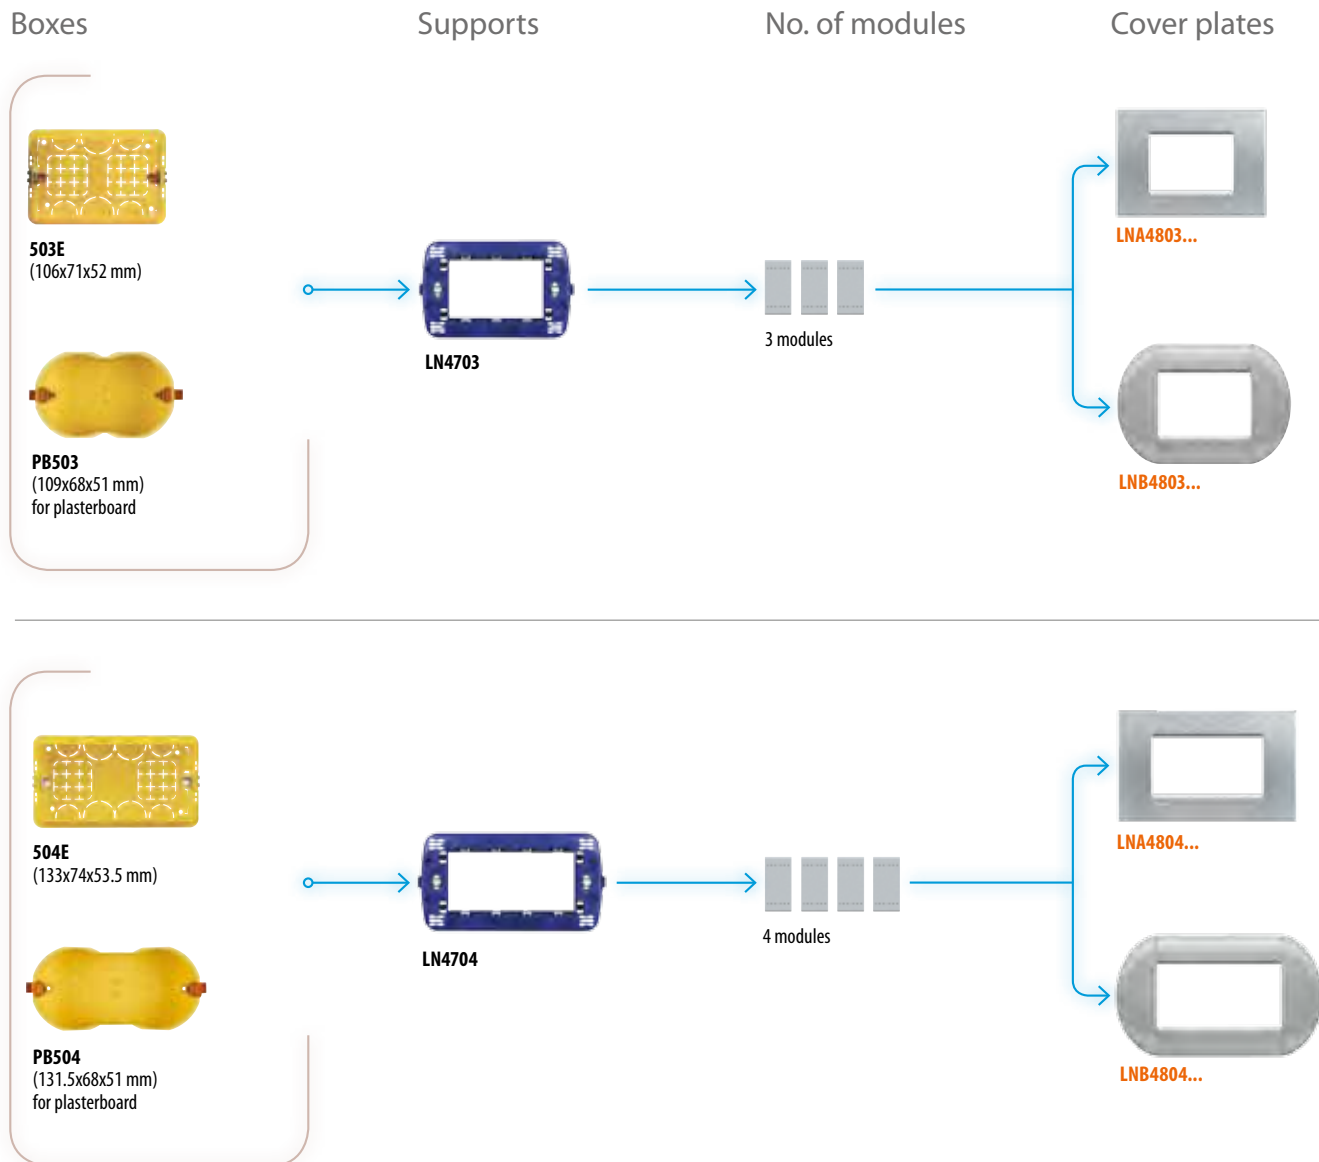 Boxes
Supports
No. of modules
Cover plates
503E
(106x71x52 mm)
PB503
(109x68x51 mm)
for plasterboard
LN4703
3 modules
LNA4803...
LNB4803...
504E
(133x74x53.5 mm)
PB504
(131.5x68x51 mm)
for plasterboard
LN4704
4 modules
LNA4804...
LNB4804...